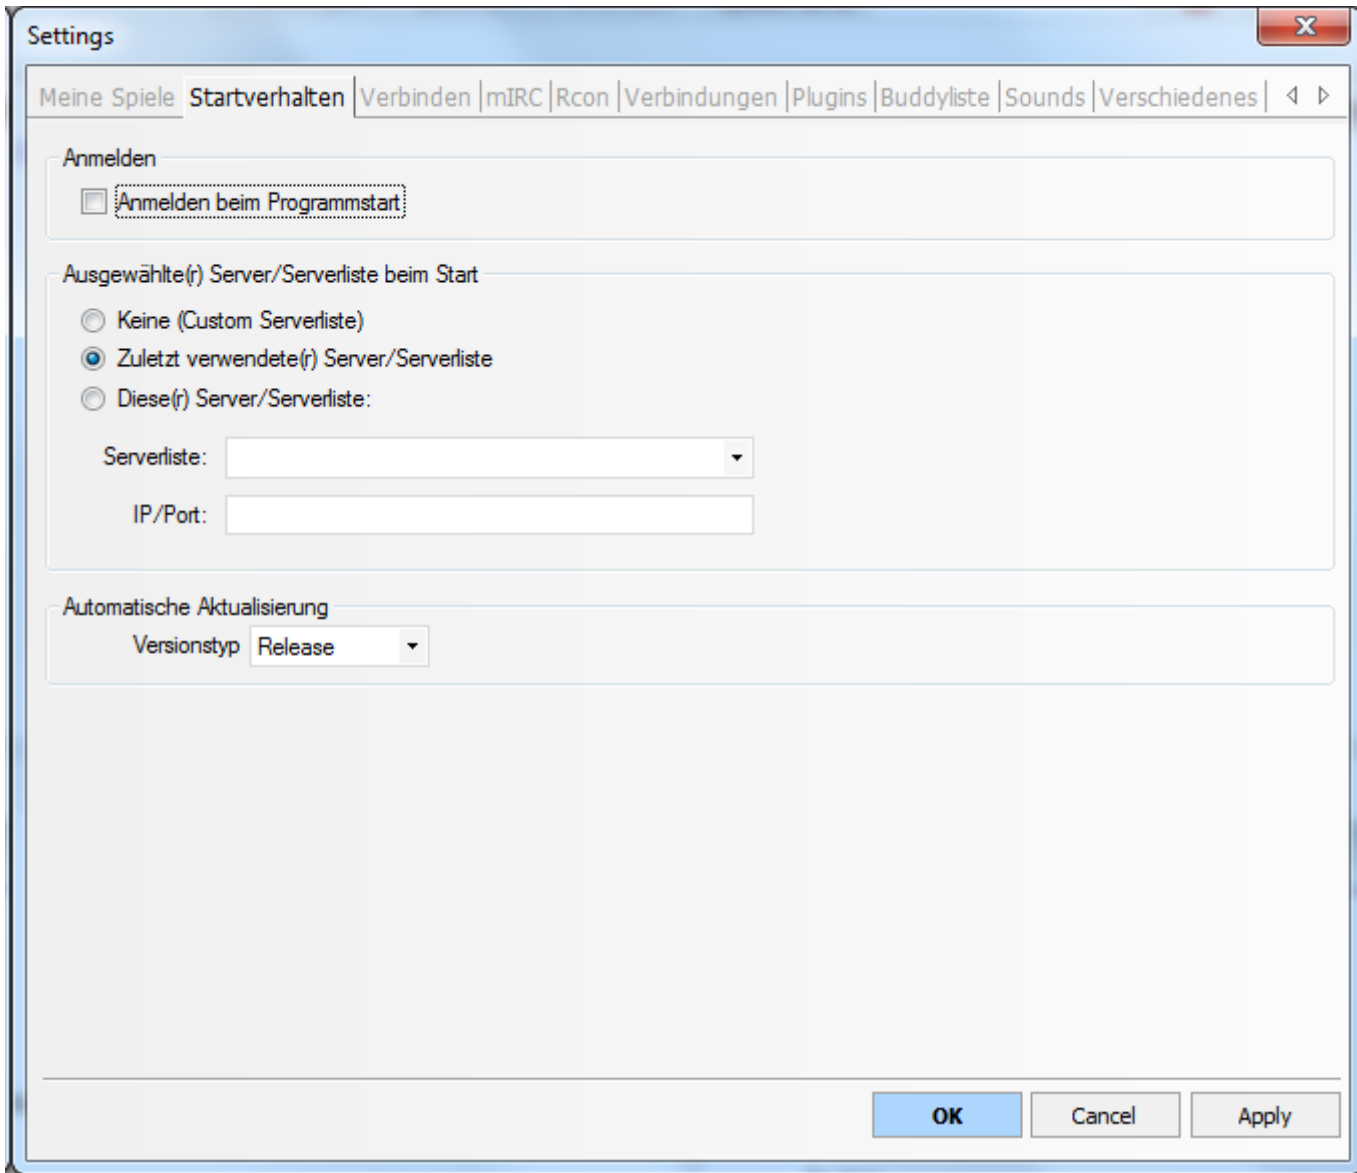 Settings
Meine Spiele Startverhalten Verbinden mIRC Rcon Verbindungen Plugins Buddyliste Sounds Verschiedenes
Anmelden
Anmelden beim Programmstart
Ausgewählte(r) Server/Serverliste beim Start
Keine (Custom Serverliste)
Zuletzt verwendete(r) Server/Serverliste
Diese(r) Server/Serverliste:
Serverliste:
IP/Port:
Automatische Aktualisierung
Versionstyp Release
OK Cancel Apply